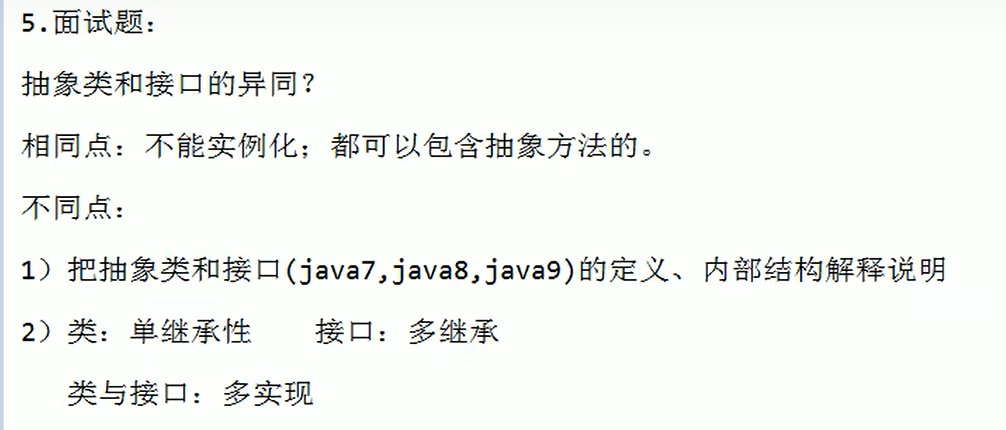 5.面试题：
抽象类和接口的异同？
相同点：不能实例化；都可以包含抽象方法的。
不同点：
1）把抽象类和接口(java7,java8,java9)的定义、内部结构解释说明
2）类：单继承性 接口：多继承
类与接口：多实现